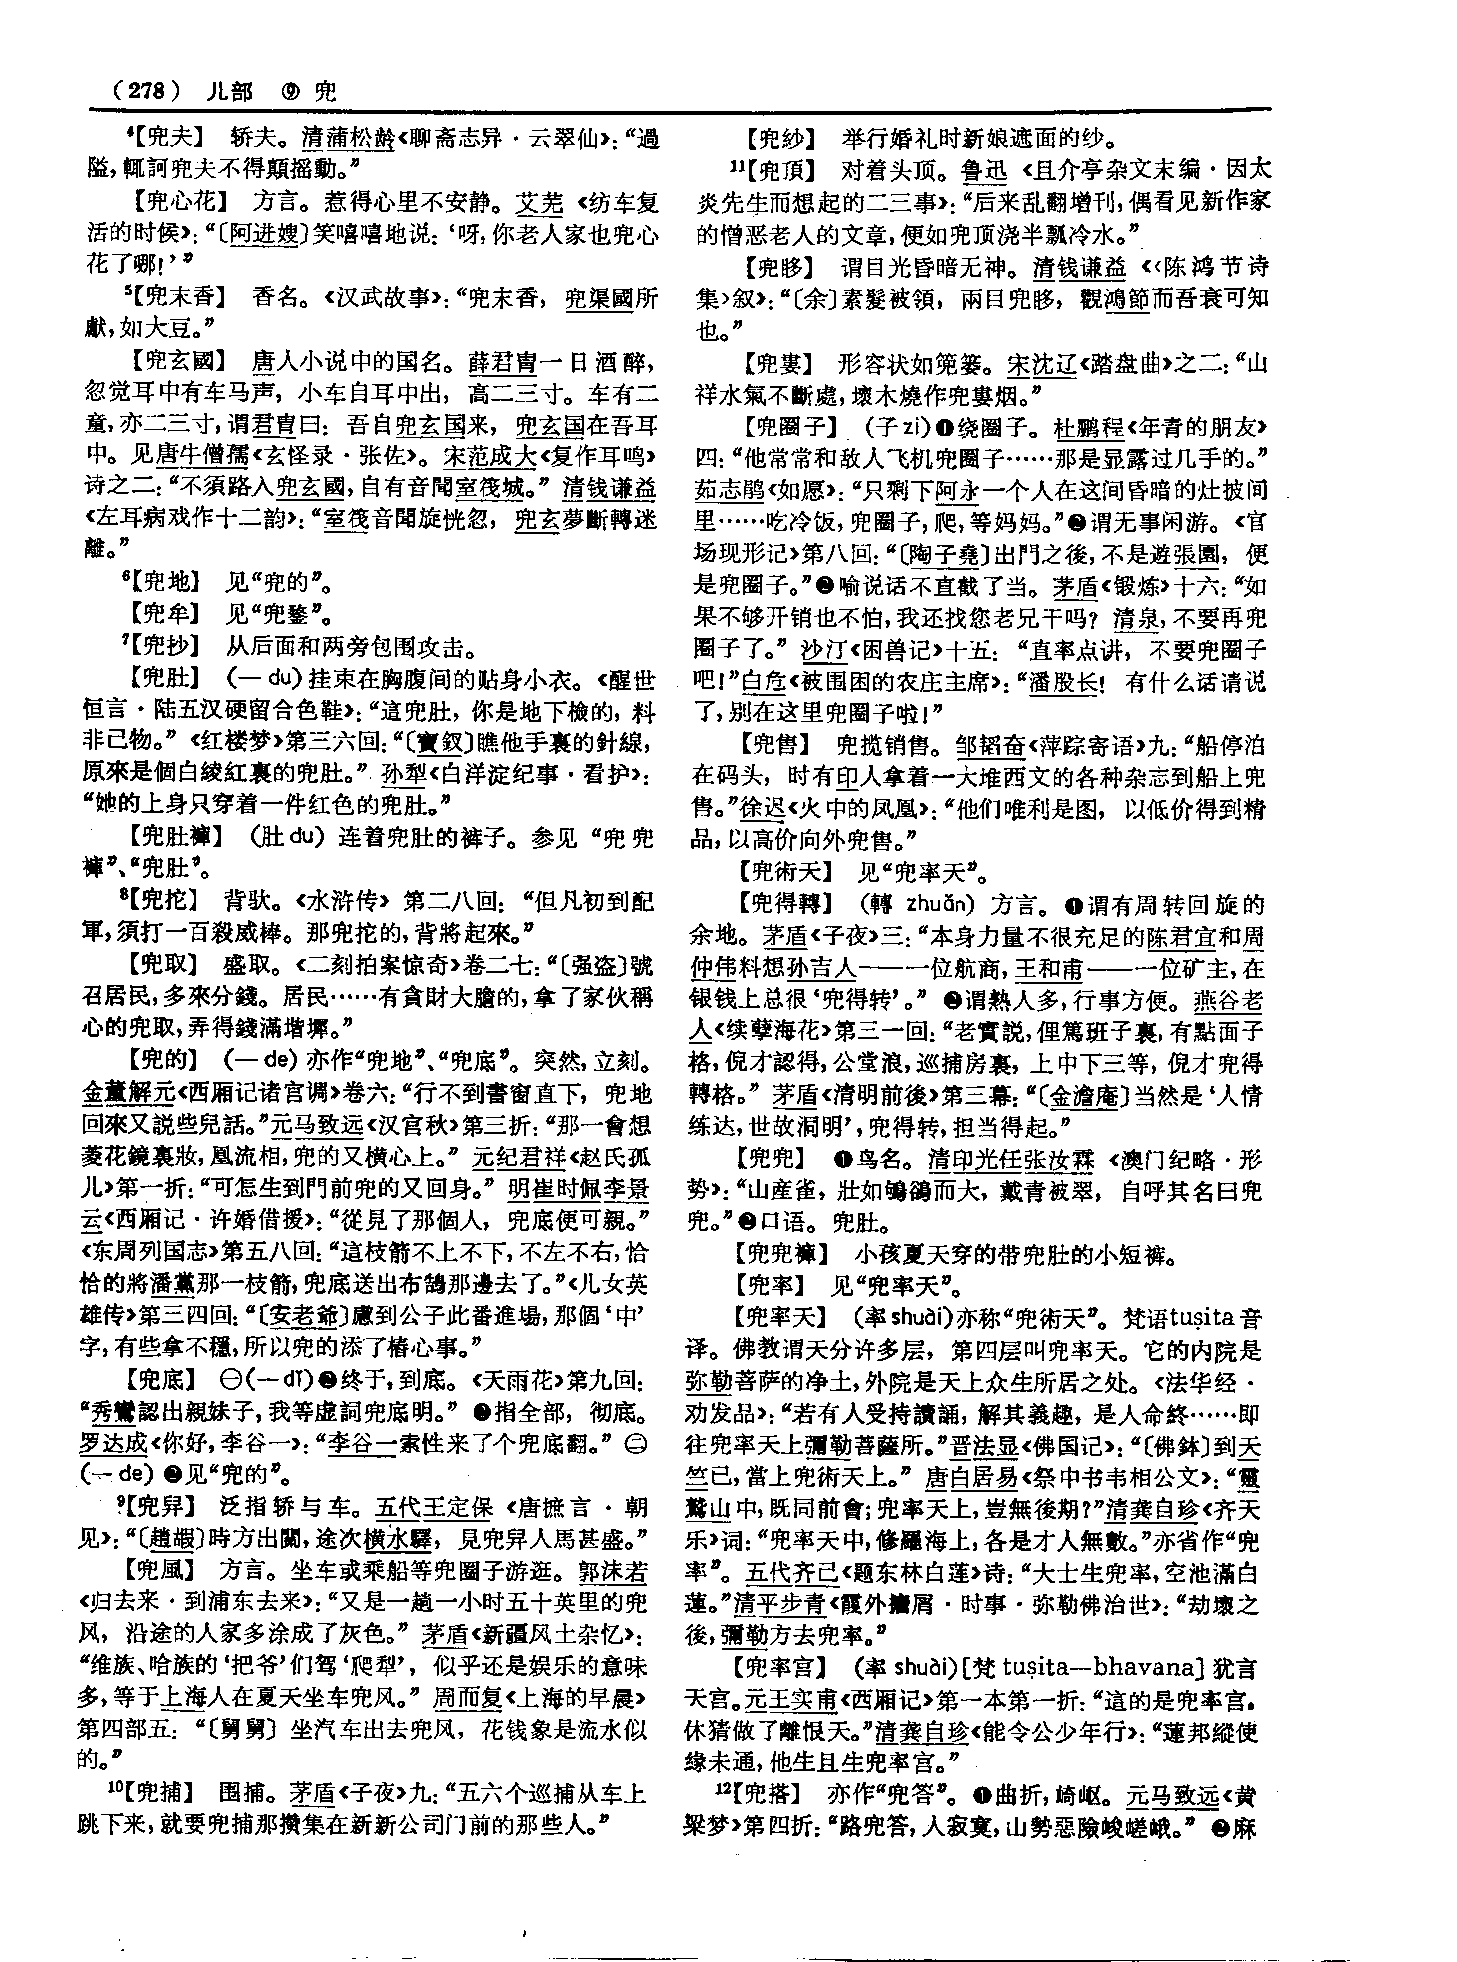 （278） 儿部 ⑨ 兜
⁴【兜夫】 轿夫。清蒲松龄《聊斋志异·云翠仙》：“過
隘，輒訶兜夫不得顛摇動。”
【兜心花】 方言。惹得心里不安静。艾芜《纺车复
活的时候》：“〔阿进嫂〕笑嘻嘻地说：‘呀，你老人家也兜心
花了哪！’”
⁵【兜末香】 香名。《汉武故事》：“兜末香，兜渠國所
獻，如大豆。”
【兜玄國】 唐人小说中的国名。薛君胄一日酒醉，
忽觉耳中有车马声，小车自耳中出，高二三寸。车有二
童，亦二三寸，谓君胄曰：吾自兜玄国来，兜玄国在吾耳
中。见唐牛僧孺《玄怪录·张佐》。宋范成大《复作耳鸣》
诗之二：“不須路入兜玄國，自有音聞室筏城。”清钱谦益
《左耳病戏作十二韵》：“室筏音聞旋恍忽，兜玄夢斷轉迷
離。”
⁶【兜地】 见“兜的”。
【兜牟】 见“兜鍪”。
⁷【兜抄】 从后面和两旁包围攻击。
【兜肚】 （—du）挂束在胸腹间的贴身小衣。《醒世
恒言·陆五汉硬留合色鞋》：“這兜肚，你是地下檢的，料
非己物。”《红楼梦》第三六回：“〔寶釵〕瞧他手裏的針線，
原來是個白綾紅裏的兜肚。”孙犁《白洋淀纪事·看护》：
“她的上身只穿着一件红色的兜肚。”
【兜肚褲】 （肚du）连着兜肚的裤子。参见“兜兜
褲”、“兜肚”。
⁸【兜挖】 背驮。《水浒传》第二八回：“但凡初到配
軍，須打一百殺威棒。那兜挖的，背將起來。”
【兜取】 盛取。《二刻拍案惊奇》卷二七：“〔强盗〕號
召居民，多來分錢。居民……有貪財大膽的，拿了家伙稱
心的兜取，弄得錢滿堦墀。”
【兜的】 （—de）亦作“兜地”、“兜底”。突然，立刻。
金董解元《西厢记诸宫调》卷六：“行不到書窗直下，兜地
回來又説些兒話。”元马致远《汉宫秋》第三折：“那一會想
菱花鏡裏妝，風流相，兜的又横心上。”元纪君祥《赵氏孤
儿》第一折：“可怎生到門前兜的又回身。”明崔时佩李景
云《西厢记·许婚借援》：“從見了那個人，兜底便可親。”
《东周列国志》第五八回：“這枝箭不上不下，不左不右，恰
恰的將潘黨那一枝箭，兜底送出布鵠那邊去了。”《儿女英
雄传》第三四回：“〔安老爺〕慮到公子此番進場，那個‘中’
字，有些拿不穩，所以兜的添了樁心事。”
【兜底】 ㊀（—dǐ）❶终于，到底。《天雨花》第九回：
“秀鸞認出親妹子，我等虚詞兜底明。”❷指全部，彻底。
罗达成《你好，李谷一》：“李谷一索性来了个兜底翻。”㊁
（—de）❷见“兜的”。
⁹【兜舁】 泛指轿与车。五代王定保《唐摭言·朝
见》：“〔趙嘏〕時方出關，途次横水驛，見兜舁人馬甚盛。”
【兜風】 方言。坐车或乘船等兜圈子游逛。郭沫若
《归去来·到浦东去来》：“又是一趟一小时五十英里的兜
风，沿途的人家多涂成了灰色。”茅盾《新疆风土杂忆》：
“维族、哈族的‘把爷’们驾‘爬犁’，似乎还是娱乐的意味
多，等于上海人在夏天坐车兜风。”周而复《上海的早晨》
第四部五：“〔舅舅〕坐汽车出去兜风，花钱象是流水似
的。”
¹⁰【兜捕】 围捕。茅盾《子夜》九：“五六个巡捕从车上
跳下来，就要兜捕那攒集在新新公司门前的那些人。”
【兜紗】 举行婚礼时新娘遮面的纱。
¹¹【兜頂】 对着头顶。鲁迅《且介亭杂文末编·因太
炎先生而想起的二三事》：“后来乱翻增刊，偶看见新作家
的憎恶老人的文章，便如兜顶浇半瓢冷水。”
【兜眵】 谓目光昏暗无神。清钱谦益《〈陈鸿节诗
集〉叙》：“〔余〕素髮被領，兩目兜眵，觀鴻節而吾衰可知
也。”
【兜婁】 形容状如篼篓。宋沈辽《踏盘曲》之二：“山
祥水氣不斷處，壞木燒作兜婁烟。”
【兜圈子】 （子zi）❶绕圈子。杜鹏程《年青的朋友》
四：“他常常和敌人飞机兜圈子……那是显露过几手的。”
茹志鹃《如愿》：“只剩下阿永一个人在这间昏暗的灶披间
里……吃冷饭，兜圈子，爬，等妈妈。”❷谓无事闲游。《官
场现形记》第八回：“〔陶子堯〕出門之後，不是遊張園，便
是兜圈子。”❷喻说话不直截了当。茅盾《锻炼》十六：“如
果不够开销也不怕，我还找您老兄干吗？清泉，不要再兜
圈子了。”沙汀《困兽记》十五：“直率点讲，不要兜圈子
吧！”白危《被围困的农庄主席》：“潘股长！有什么话请说
了，别在这里兜圈子啦！”
【兜售】 兜揽销售。邹韬奋《萍踪寄语》九：“船停泊
在码头，时有印人拿着一大堆西文的各种杂志到船上兜
售。”徐迟《火中的凤凰》：“他们唯利是图，以低价得到精
品，以高价向外兜售。”
【兜術天】 见“兜率天”。
【兜得轉】 （轉 zhuǎn）方言。❶谓有周转回旋的
余地。茅盾《子夜》三：“本身力量不很充足的陈君宜和周
仲伟料想孙吉人——一位航商，王和甫——一位矿主，在
银钱上总很‘兜得转’。”❷谓熟人多，行事方便。燕谷老
人《续孽海花》第三一回：“老實説，俚篤班子裏，有點面子
格，倪才認得，公堂浪，巡捕房裏，上中下三等，倪才兜得
轉格。”茅盾《清明前後》第三幕：“〔金澹庵〕当然是‘人情
练达，世故洞明’，兜得转，担当得起。”
【兜兜】 ❶鸟名。清印光任张汝霖《澳门纪略·形
势》：“山産雀，壯如鴝鵒而大，戴青被翠，自呼其名曰兜
兜。”❷口语。兜肚。
【兜兜褲】 小孩夏天穿的带兜肚的小短裤。
【兜率】 见“兜率天”。
【兜率天】 （率shuài）亦称“兜術天”。梵语tuṣita音
译。佛教谓天分许多层，第四层叫兜率天。它的内院是
弥勒菩萨的净土，外院是天上众生所居之处。《法华经·
劝发品》：“若有人受持讀誦，解其義趣，是人命終……即
往兜率天上彌勒菩薩所。”晋法显《佛国记》：“〔佛鉢〕到天
竺已，當上兜術天上。”唐白居易《祭中书韦相公文》：“靈
鷲山中，既同前會；兜率天上，豈無後期？”清龚自珍《齐天
乐》词：“兜率天中，修羅海上，各是才人無數。”亦省作“兜
率”。五代齐己《题东林白莲》诗：“大士生兜率，空池滿白
蓮。”清平步青《霞外攟屑·时事·弥勒佛治世》：“劫壞之
後，彌勒方去兜率。”
【兜率宫】 （率 shuài）[梵 tuṣita—bhavana]犹言
天宫。元王实甫《西厢记》第一本第一折：“這的是兜率宫，
休猜做了離恨天。”清龚自珍《能令公少年行》：“蓮邦縱使
緣未通，他生且生兜率宫。”
¹²【兜搭】 亦作“兜答”。❶曲折，崎岖。元马致远《黄
粱梦》第四折：“路兜答，人寂寞，山勢惡險峻嵯峨。”❷麻